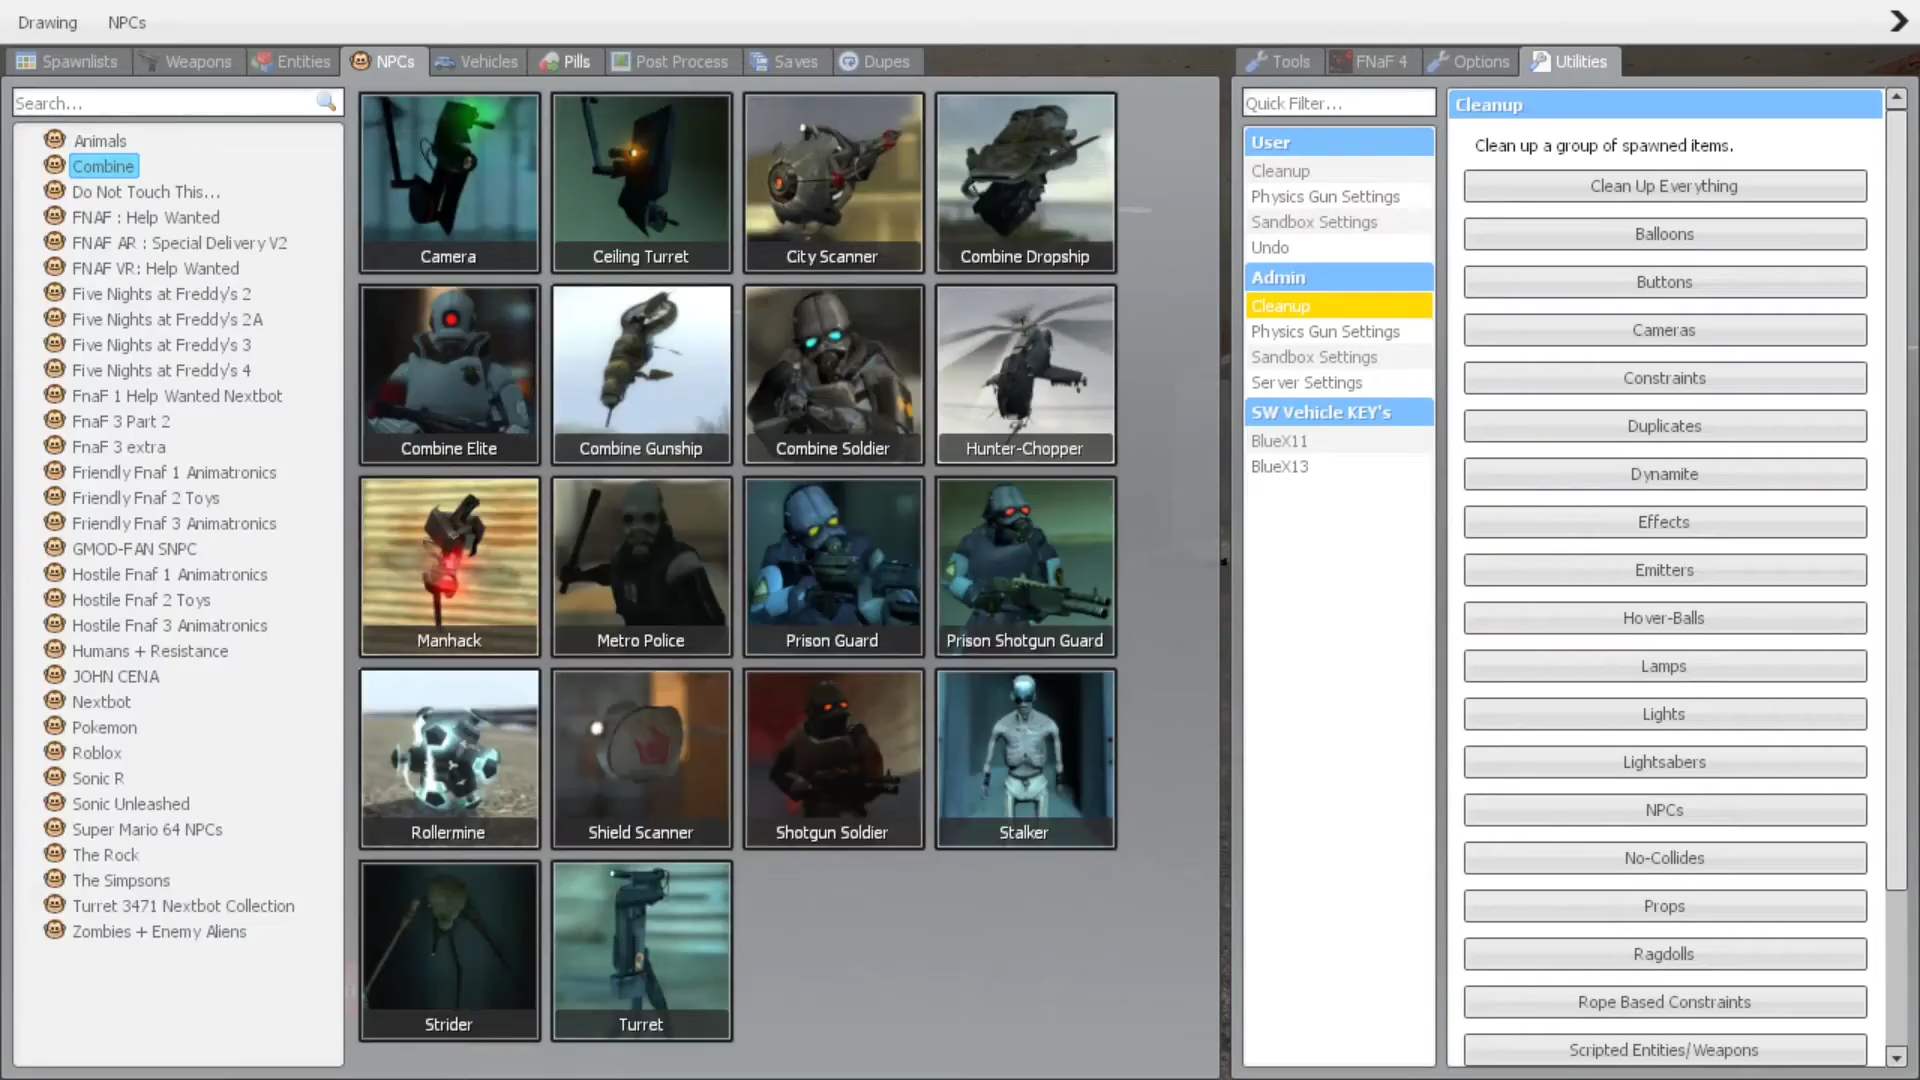 Drawing NPCs
Spawnlists Weapons Entities NPCs Vehicles Pills Post Process Saves Dupes
Tools FNaF 4 Options Utilities
Search...
Animals
Combine
Do Not Touch This...
FNAF : Help Wanted
FNAF AR : Special Delivery V2
FNAF VR: Help Wanted
Five Nights at Freddy's 2
Five Nights at Freddy's 2A
Five Nights at Freddy's 3
Five Nights at Freddy's 4
FnaF 1 Help Wanted Nextbot
FnaF 3 Part 2
FnaF 3 extra
Friendly Fnaf 1 Animatronics
Friendly Fnaf 2 Toys
Friendly Fnaf 3 Animatronics
GMOD-FAN SNPC
Hostile Fnaf 1 Animatronics
Hostile Fnaf 2 Toys
Hostile Fnaf 3 Animatronics
Humans + Resistance
JOHN CENA
Nextbot
Pokemon
Roblox
Sonic R
Sonic Unleashed
Super Mario 64 NPCs
The Rock
The Simpsons
Turret 3471 Nextbot Collection
Zombies + Enemy Aliens
Camera Ceiling Turret City Scanner Combine Dropship
Combine Elite Combine Gunship Combine Soldier Hunter-Chopper
Manhack Metro Police Prison Guard Prison Shotgun Guard
Rollermine Shield Scanner Shotgun Soldier Stalker
Strider Turret
Quick Filter...
User
Cleanup
Physics Gun Settings
Sandbox Settings
Undo
Admin
Cleanup
Physics Gun Settings
Sandbox Settings
Server Settings
SW Vehicle KEY's
BlueX11
BlueX13
Cleanup
Clean up a group of spawned items.
Clean Up Everything
Balloons
Buttons
Cameras
Constraints
Duplicates
Dynamite
Effects
Emitters
Hover-Balls
Lamps
Lights
Lightsabers
NPCs
No-Collides
Props
Ragdolls
Rope Based Constraints
Scripted Entities/Weapons